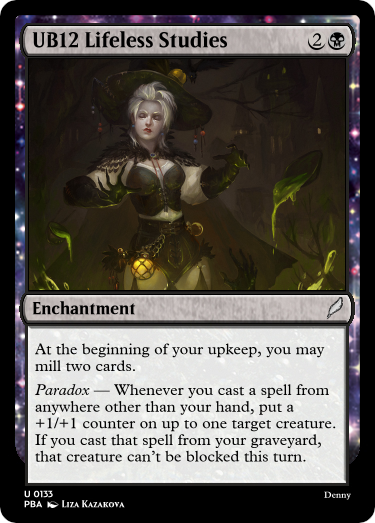 UB12 Lifeless Studies 2
Enchantment
At the beginning of your upkeep, you may
mill two cards.
Paradox — Whenever you cast a spell from
anywhere other than your hand, put a
+1/+1 counter on up to one target creature.
If you cast that spell from your graveyard,
that creature can't be blocked this turn.
U 0133 Denny
PBA LIZA KAZAKOVA